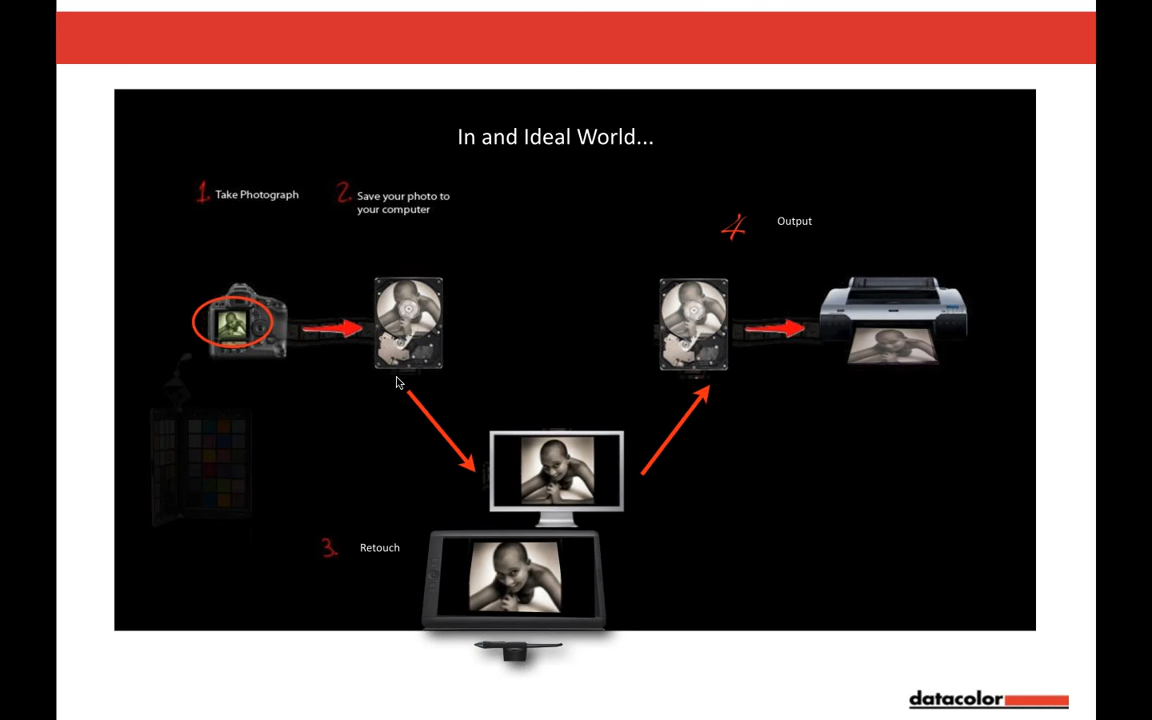 In and Ideal World...
1. Take Photograph
2. Save your photo to
your computer
4 Output
3. Retouch
datacolor